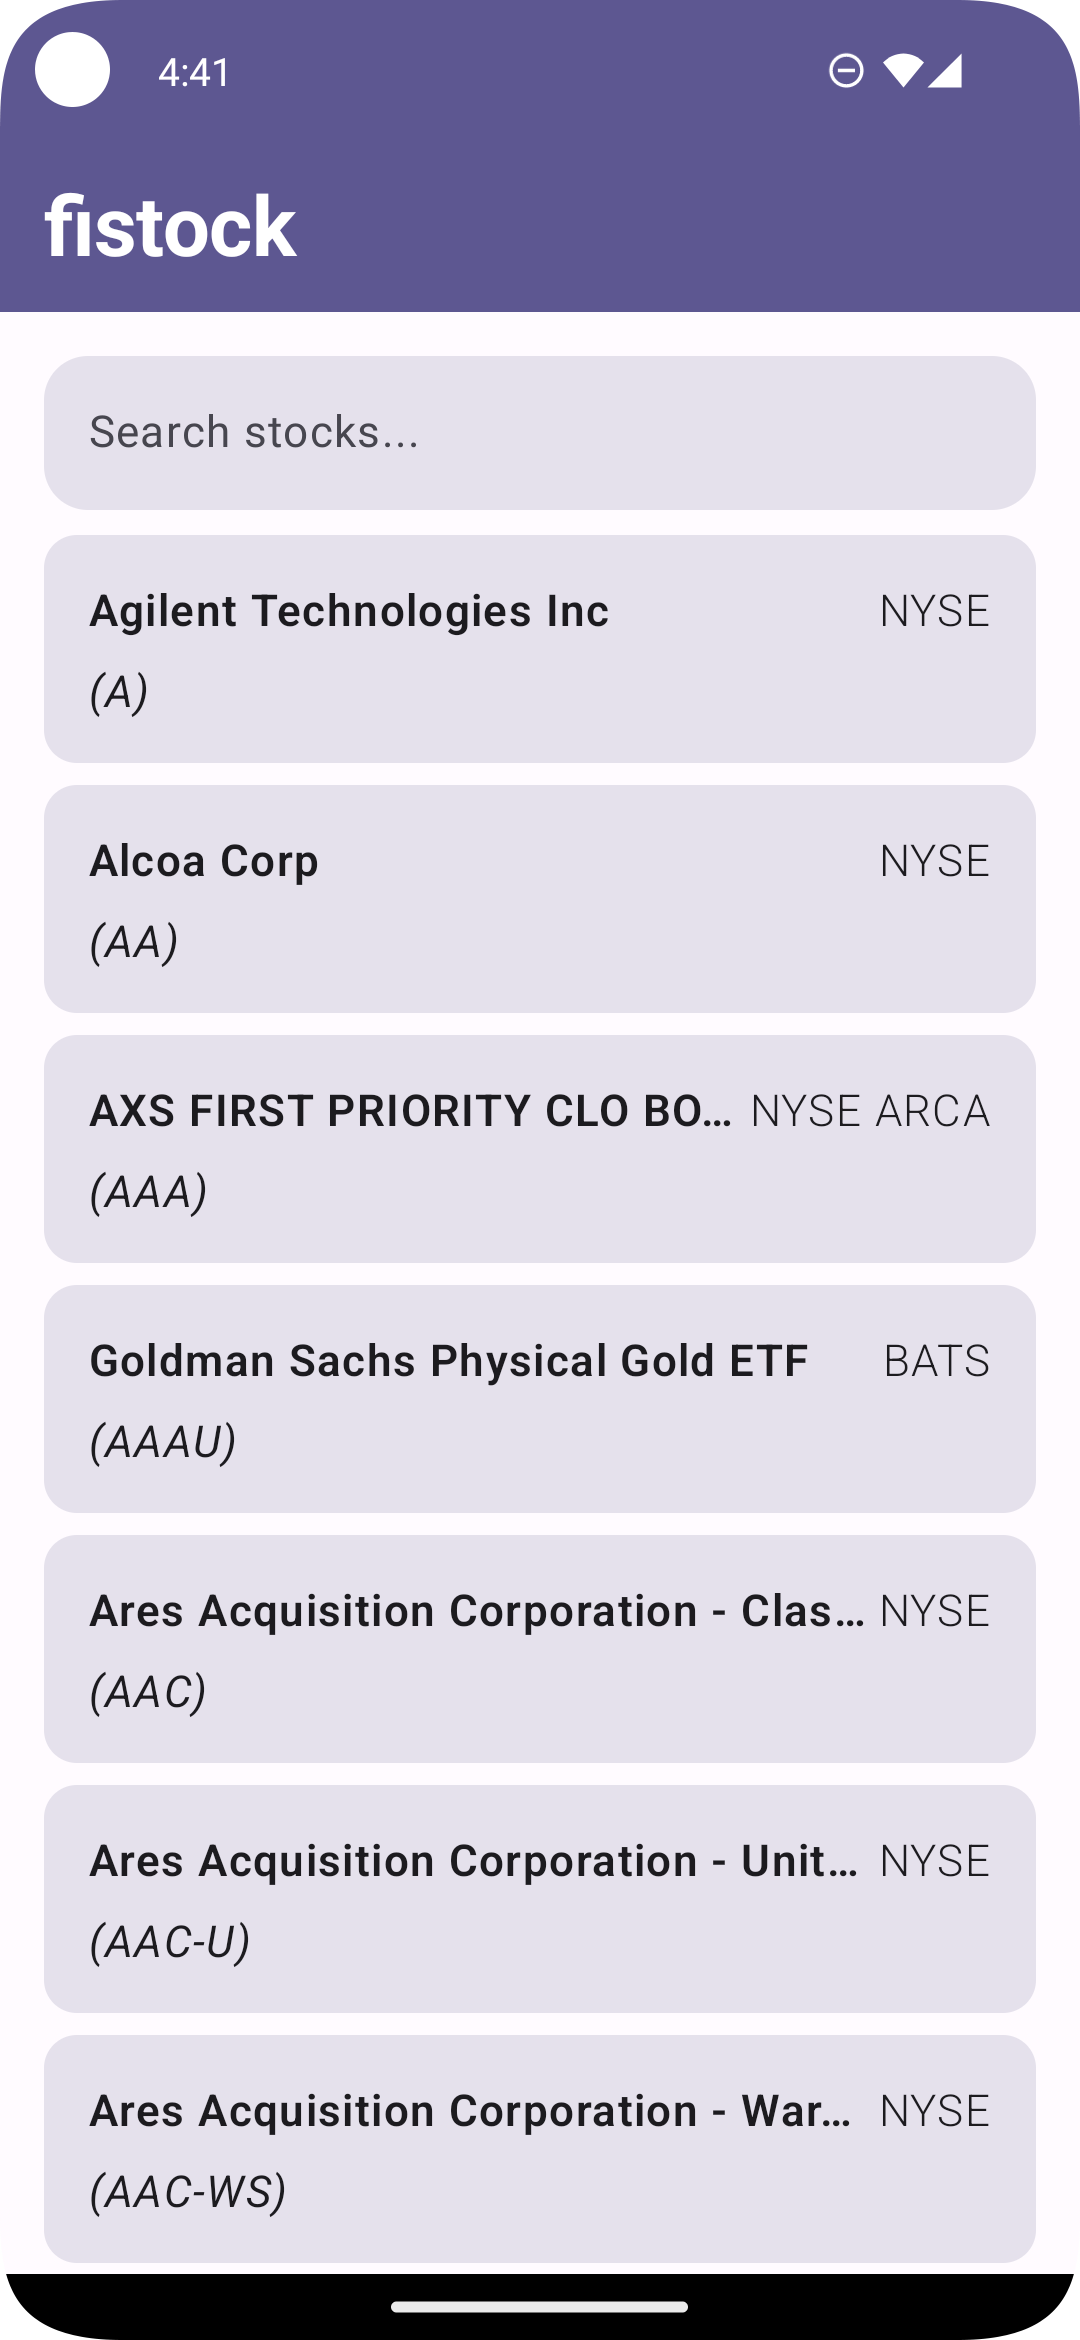 4:41
fistock
Search stocks...
Agilent Technologies Inc NYSE
(A)
Alcoa Corp NYSE
(AA)
AXS FIRST PRIORITY CLO BO... NYSE ARCA
(AAA)
Goldman Sachs Physical Gold ETF BATS
(AAAU)
Ares Acquisition Corporation - Clas... NYSE
(AAC)
Ares Acquisition Corporation - Unit... NYSE
(AAC-U)
Ares Acquisition Corporation - War... NYSE
(AAC-WS)